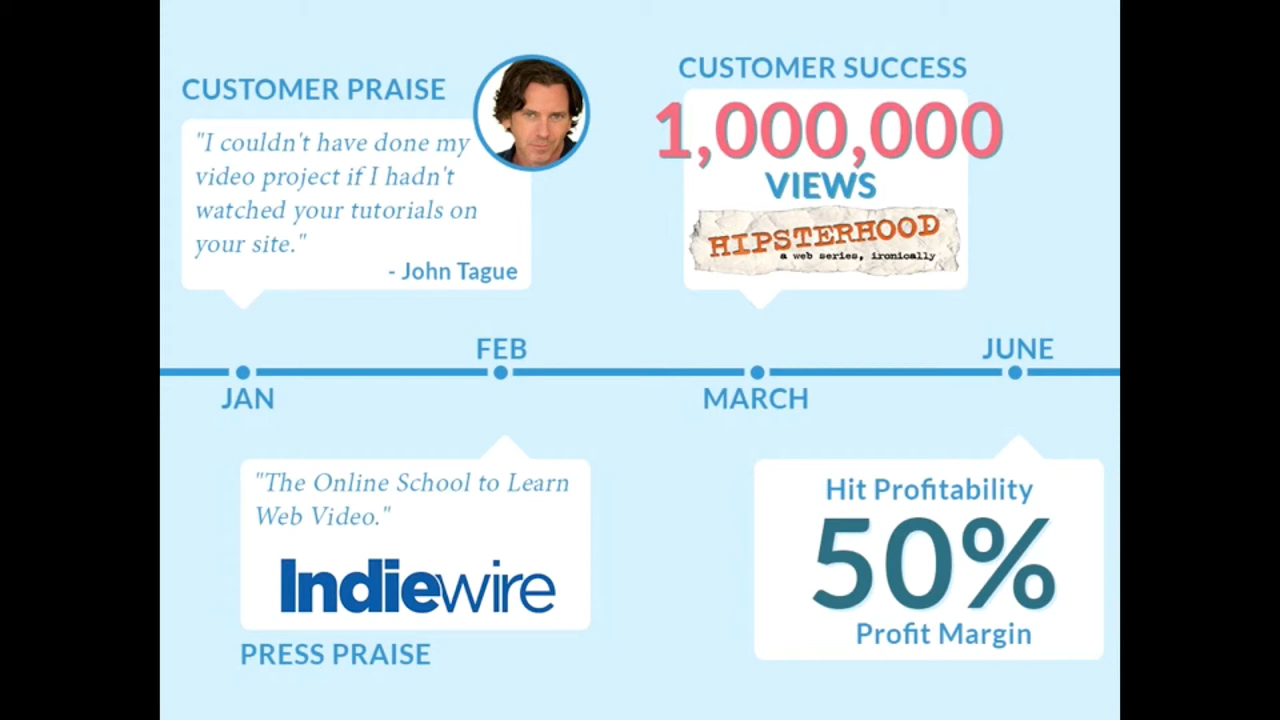 CUSTOMER PRAISE
"I couldn't have done my
video project if I hadn't
watched your tutorials on
your site."
- John Tague
CUSTOMER SUCCESS
1,000,000
VIEWS
HIPSTERHOOD
a web series, ironically
FEB
JUNE
JAN
MARCH
"The Online School to Learn
Web Video."
Indiewire
PRESS PRAISE
Hit Profitability
50%
Profit Margin